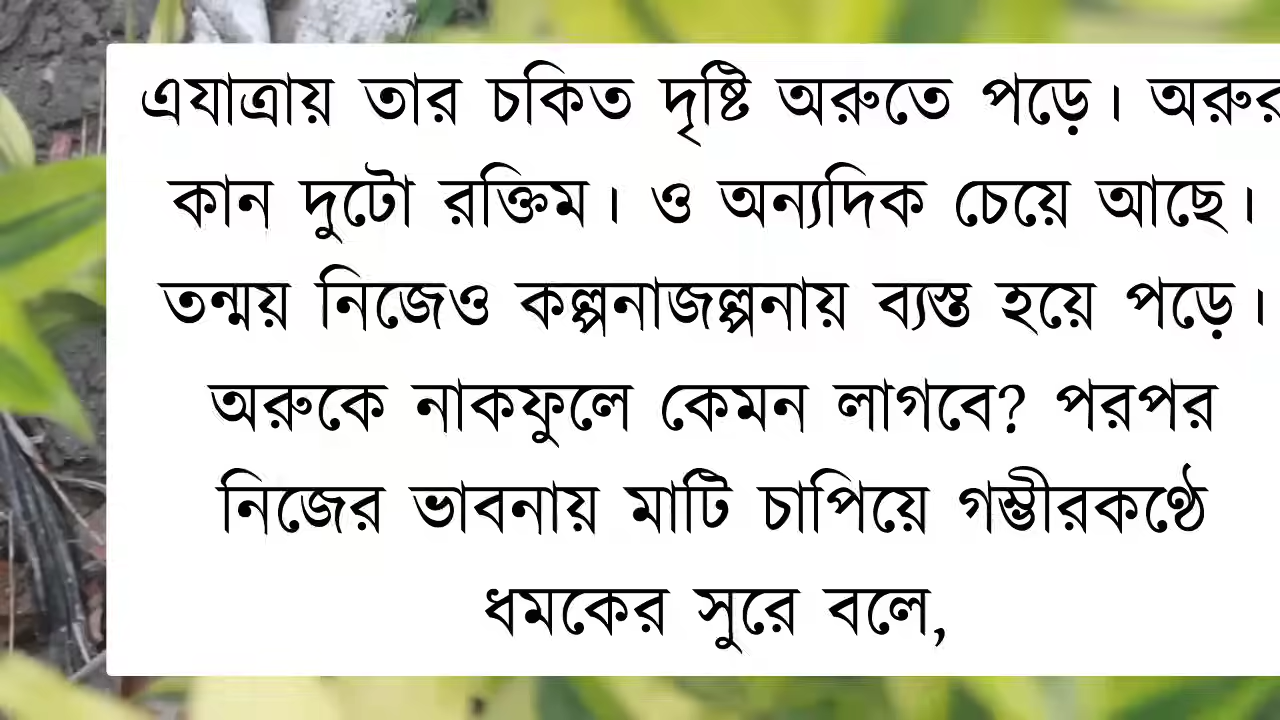 এযাত্রায় তার চকিত দৃষ্টি অরুতে পড়ে। অরুর
কান দুটো রক্তিম। ও অন্যদিক চেয়ে আছে।
তন্ময় নিজেও কল্পনাজল্পনায় ব্যস্ত হয়ে পড়ে।
অরুকে নাকফুলে কেমন লাগবে? পরপর
নিজের ভাবনায় মাটি চাপিয়ে গম্ভীরকণ্ঠে
ধমকের সুরে বলে,